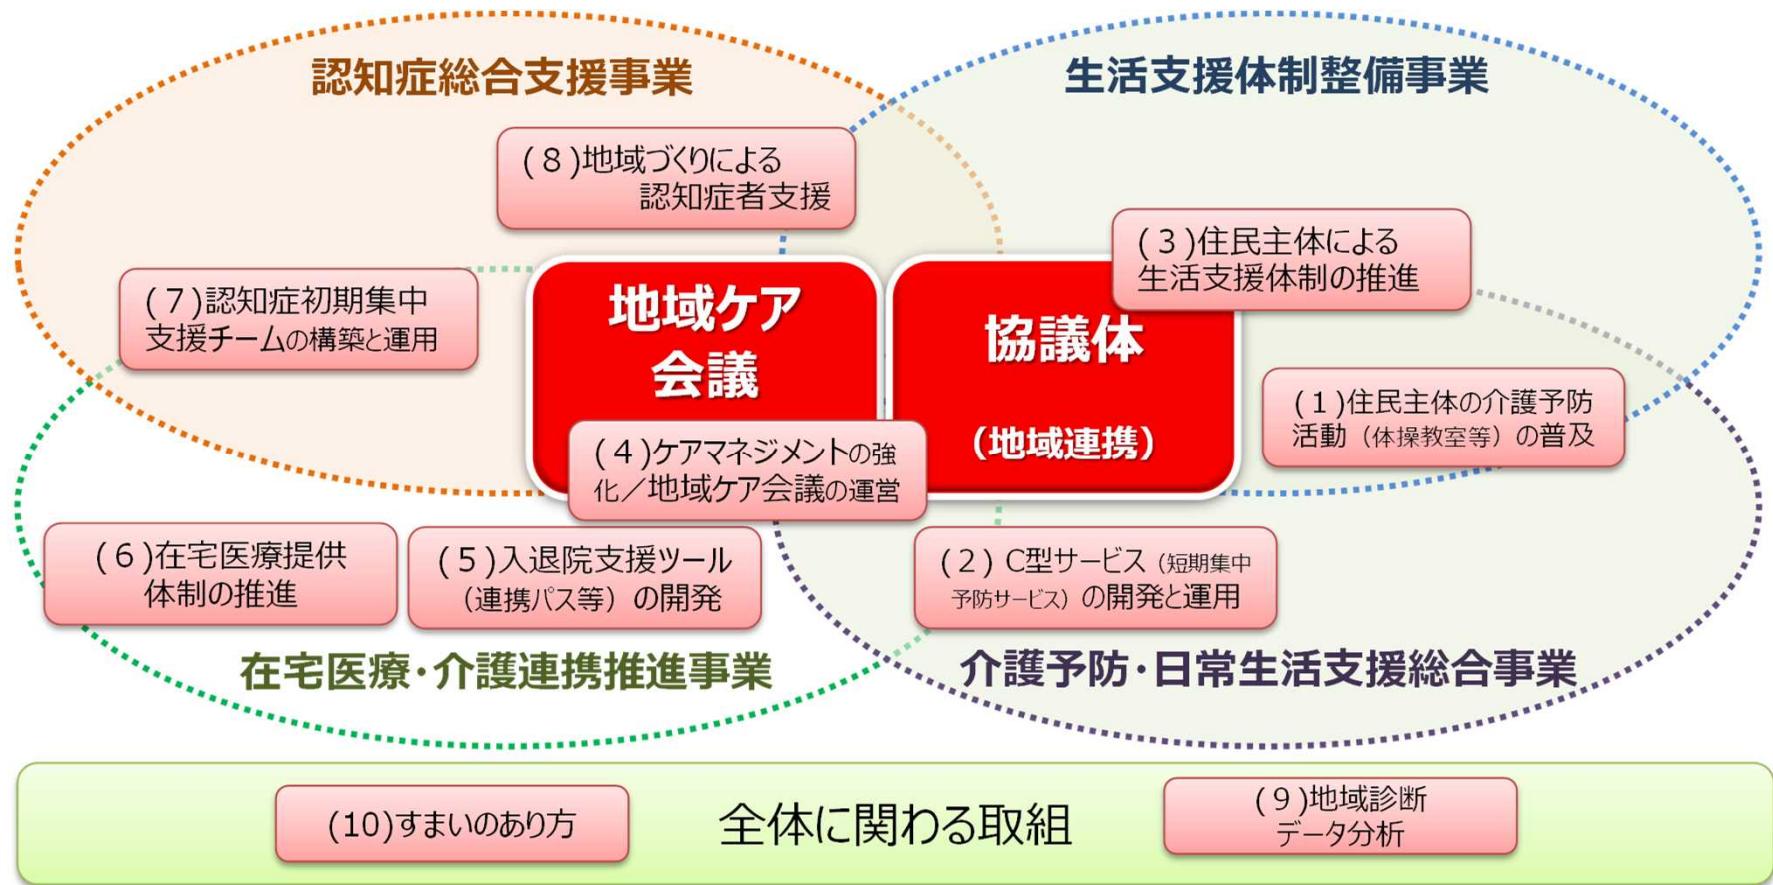 認知症総合支援事業
生活支援体制整備事業
(８)地域づくりによる
認知症者支援
(３)住民主体による
生活支援体制の推進
(７)認知症初期集中
支援チームの構築と運用
地域ケア
会議
協議体
（地域連携）
(１)住民主体の介護予防
活動（体操教室等）の普及
(４)ケアマネジメントの強
化／地域ケア会議の運営
(６)在宅医療提供
体制の推進
(５)入退院支援ツール
（連携パス等）の開発
(２) C型サービス（短期集中
予防サービス）の開発と運用
在宅医療・介護連携推進事業
介護予防・日常生活支援総合事業
(10)すまいのあり方
全体に関わる取組
(９)地域診断
データ分析